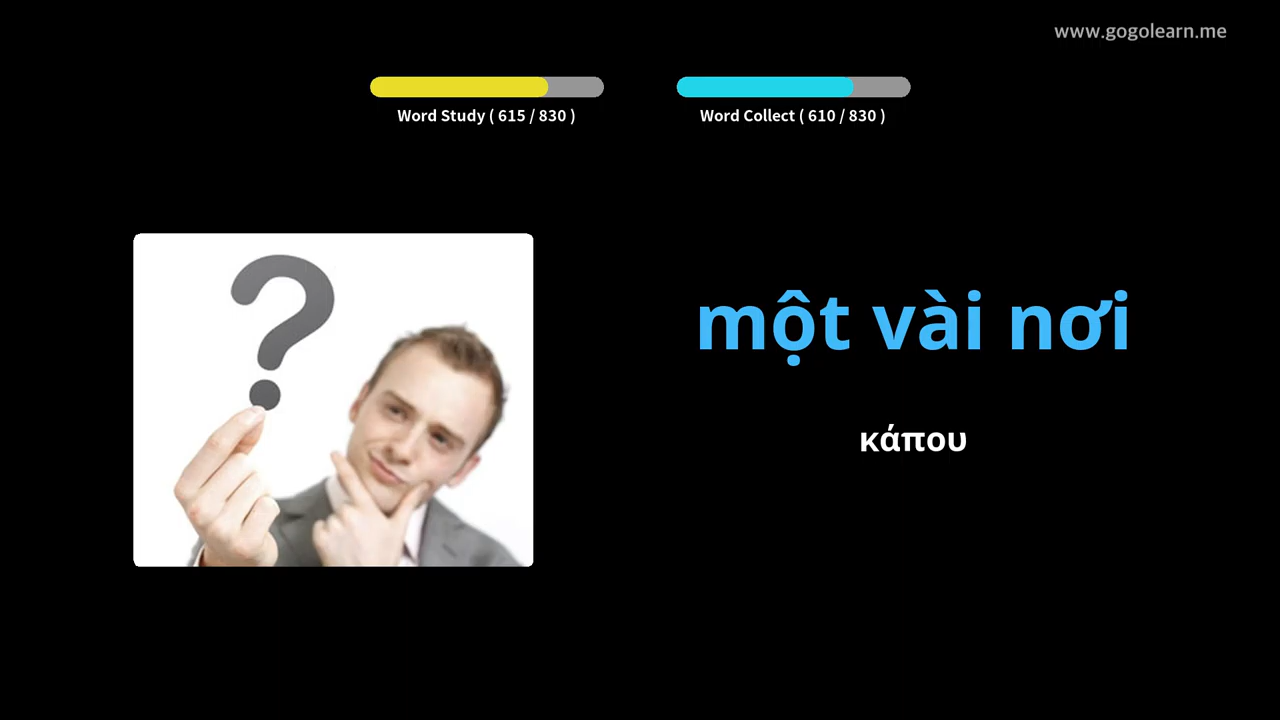 www.gogolearn.me
Word Study ( 615 / 830 )
Word Collect ( 610 / 830 )
một vài nơi
κάπου